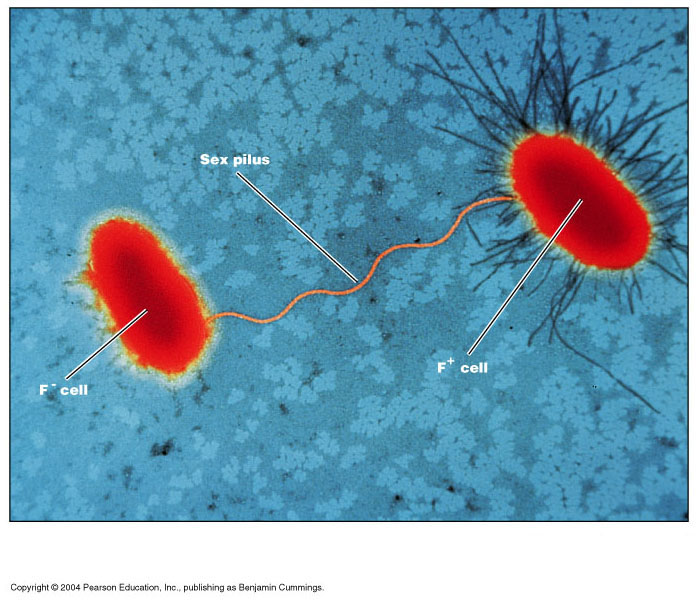 Sex pilus
F+ cell
F- cell
Copyright © 2004 Pearson Education, Inc., publishing as Benjamin Cummings.